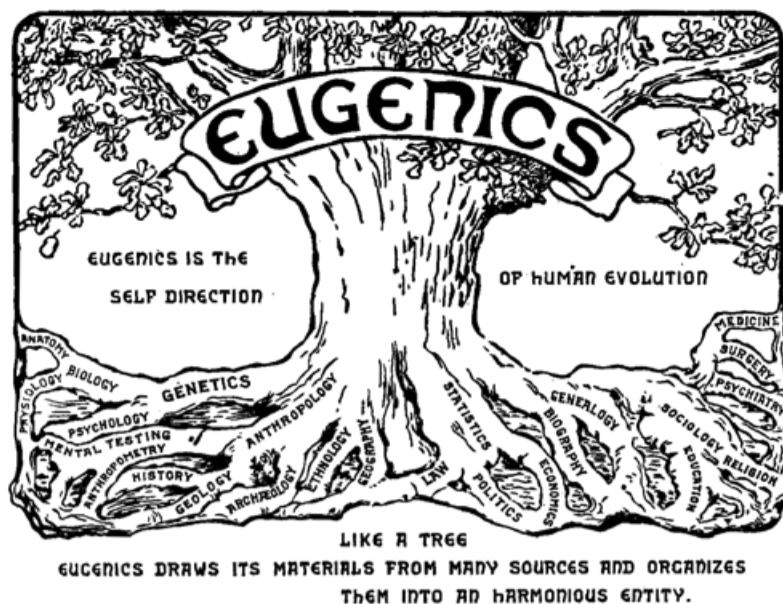 EUGENICS
EUGENICS IS THE
SELF DIRECTION
OF HUMAN EVOLUTION
ANATOMY
PHYSIOLOGY
BIOLOGY
GENETICS
PSYCHOLOGY
MENTAL TESTING
ANTHROPOMETRY
HISTORY
ANTHROPOLOGY
GEOLOGY
ARCHÆOLOGY
ETHNOLOGY
GEOGRAPHY
LAW
STATISTICS
POLITICS
ECONOMICS
BIOGRAPHY
GENEALOGY
EDUCATION
SOCIOLOGY
RELIGION
PSYCHIAT
SURGERY
MEDICINE
LIKE A TREE
EUGENICS DRAWS ITS MATERIALS FROM MANY SOURCES AND ORGANIZES
THEM INTO AN HARMONIOUS ENTITY.